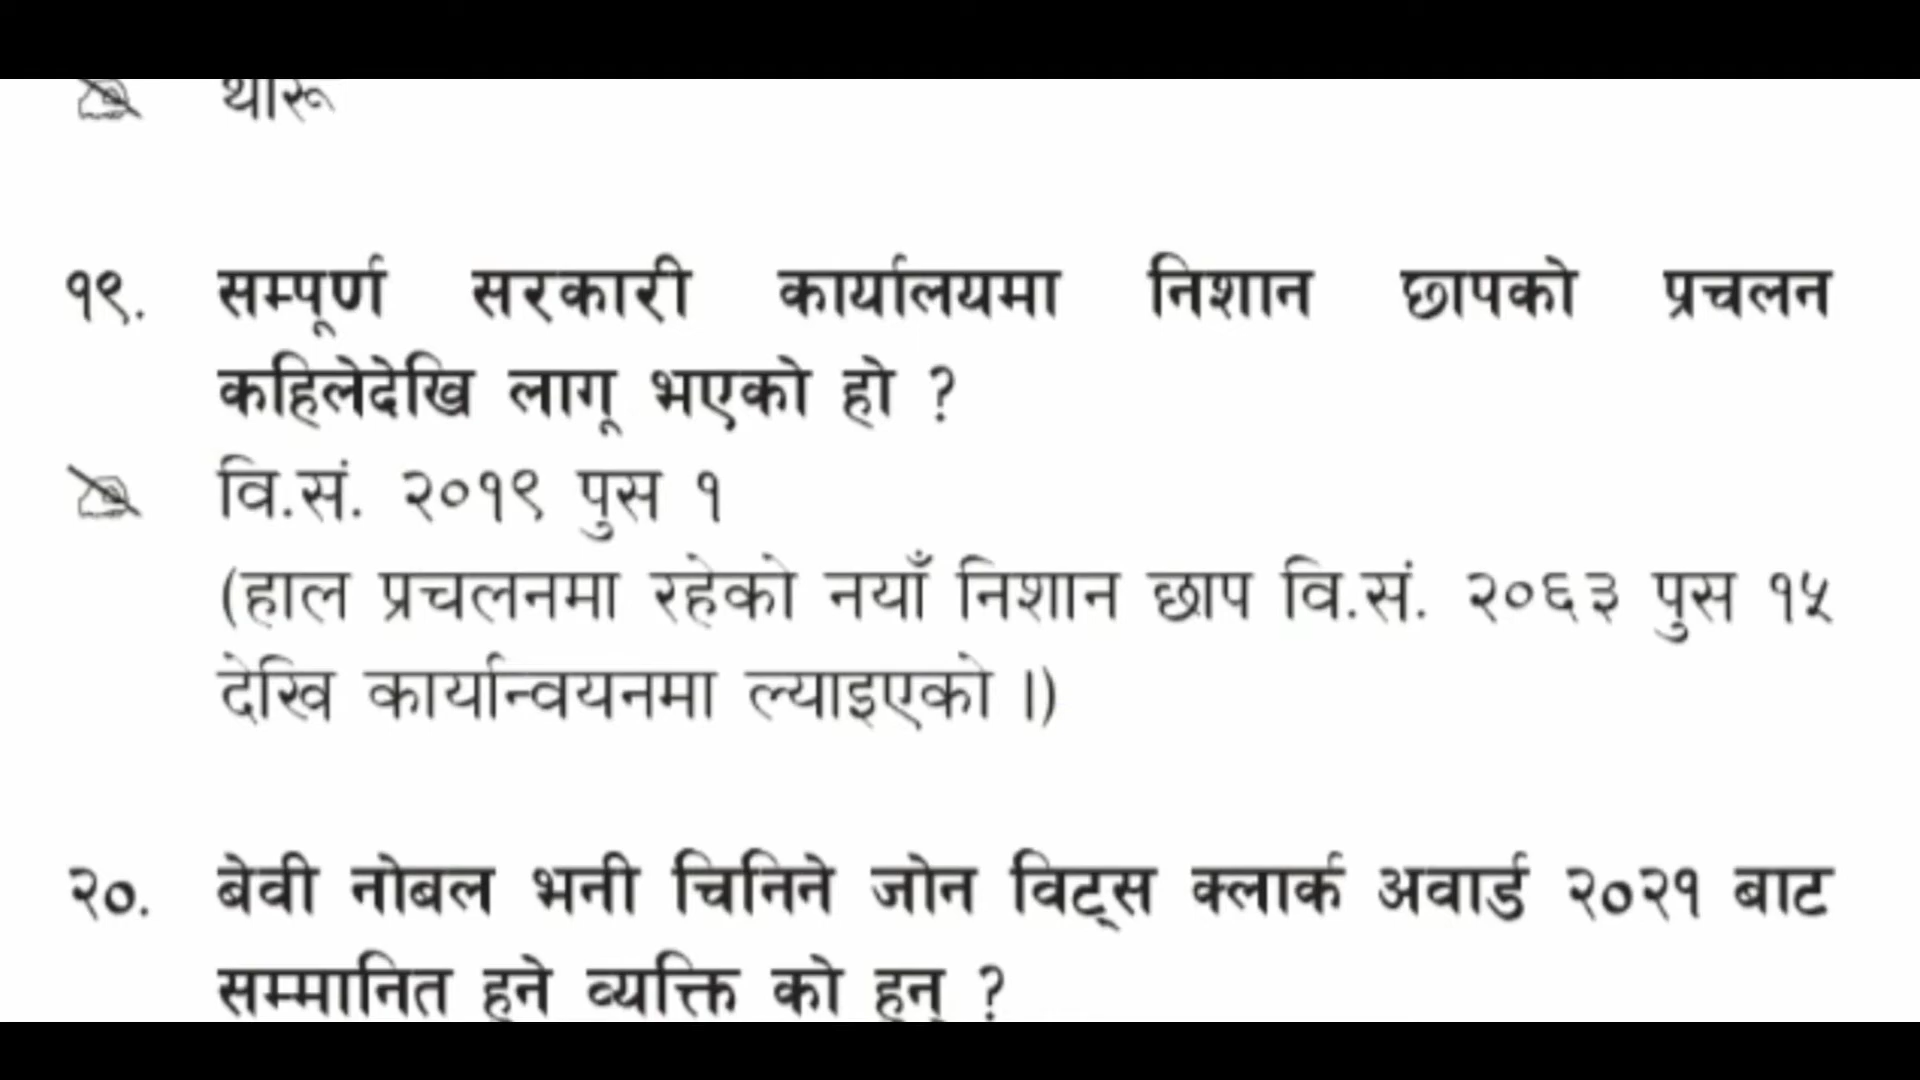 थारू
१९. सम्पूर्ण सरकारी कार्यालयमा निशान छापको प्रचलन
कहिलेदेखि लागू भएको हो ?
वि.सं. २०१९ पुस १
(हाल प्रचलनमा रहेको नयाँ निशान छाप वि.सं. २०६३ पुस १५
देखि कार्यान्वयनमा ल्याइएको ।)
२०. बेवी नोबल भनी चिनिने जोन विट्स क्लार्क अवार्ड २०२१ बाट
सम्मानित हुने व्यक्ति को हुन् ?